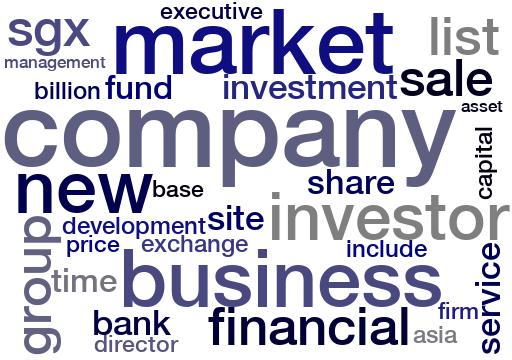 executive
sgx
market
list
management
billion
fund
investment
sale
asset
company
capital
new
base
share
investor
group
development
site
price
exchange
include
service
time
business
bank
financial
firm
director
asia